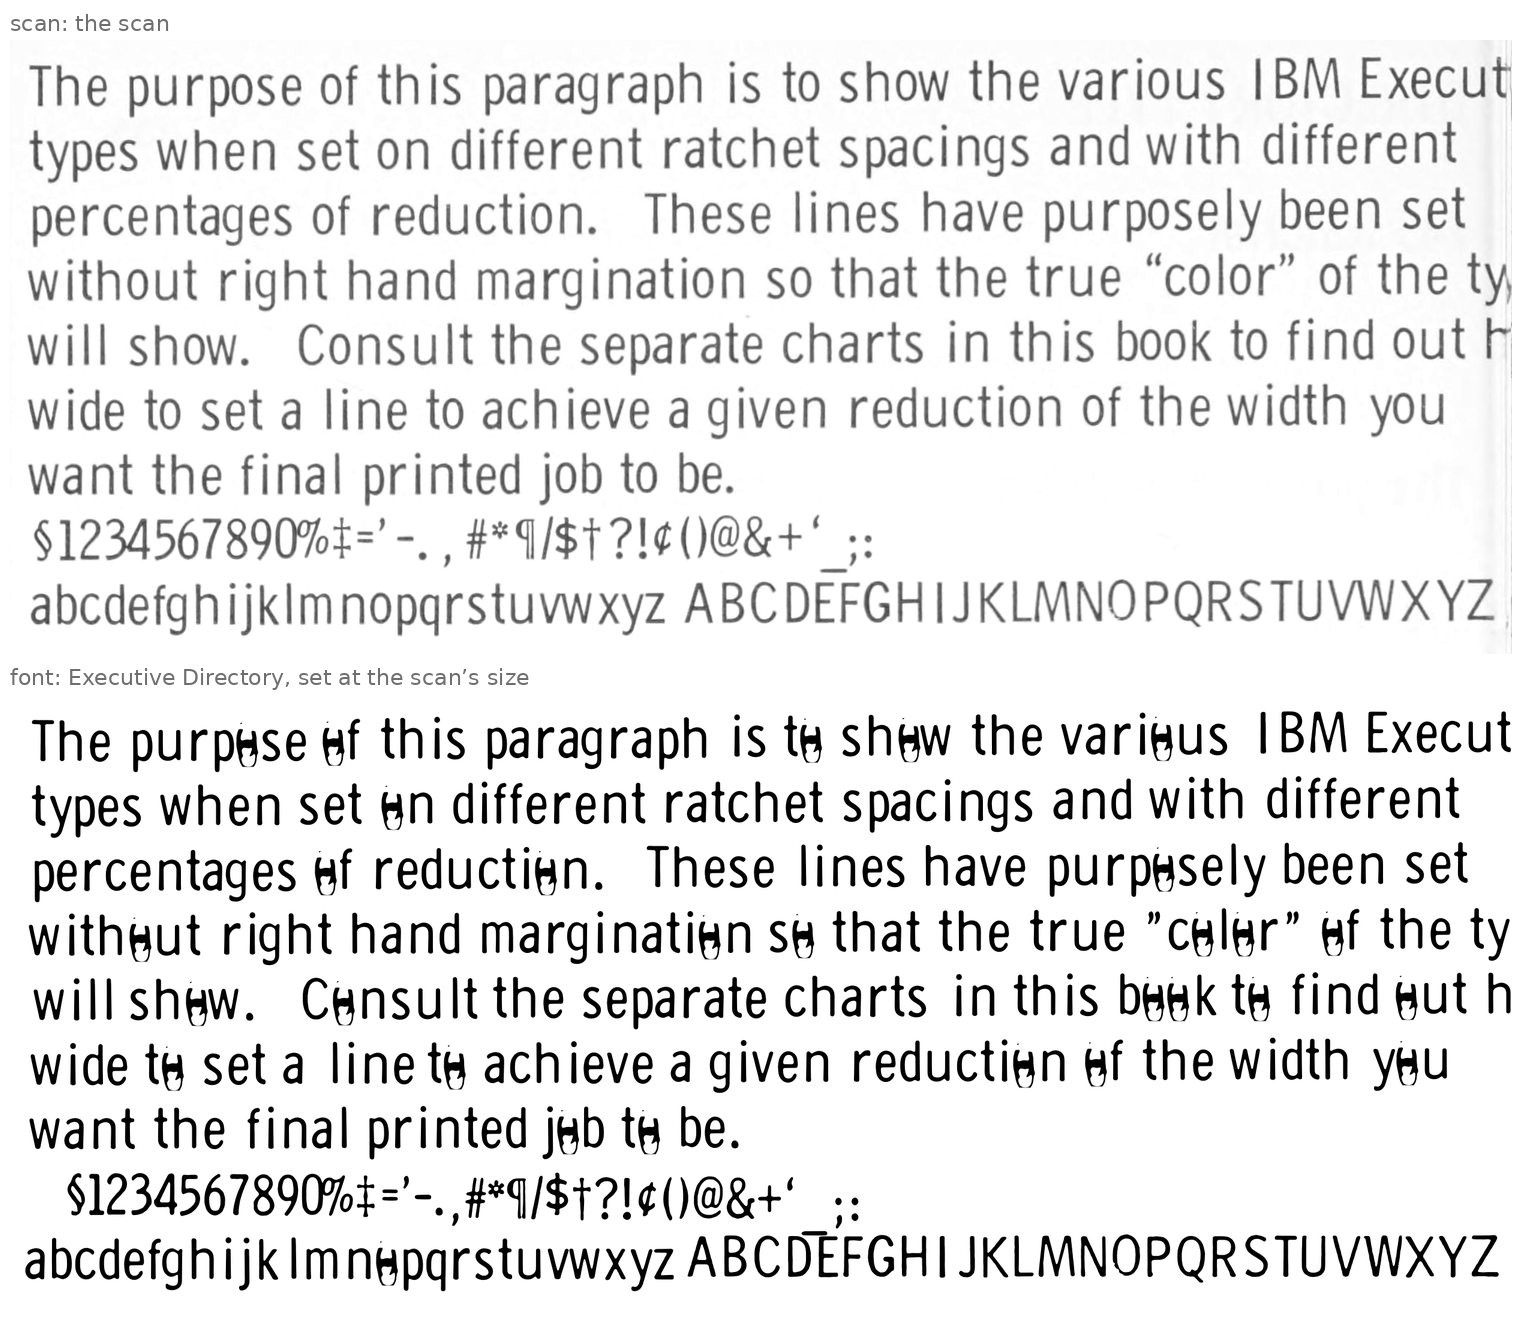 scan: the scan
The purpose of this paragraph is to show the various IBM Execut
types when set on different ratchet spacings and with different
percentages of reduction. These lines have purposely been set
without right hand margination so that the true “color” of the ty
will show. Consult the separate charts in this book to find out h
wide to set a line to achieve a given reduction of the width you
want the final printed job to be.
§1234567890%‡=’-., #*¶/$†?!¢()@&+‘_;:
abcdefghijklmnopqrstuvwxyz ABCDEFGHIJKLMNOPQRSTUVWXYZ
font: Executive Directory, set at the scan’s size
The purpose of this paragraph is to show the various IBM Execut
types when set on different ratchet spacings and with different
percentages of reduction. These lines have purposely been set
without right hand margination so that the true ”color” of the ty
will show. Consult the separate charts in this book to find out h
wide to set a line to achieve a given reduction of the width you
want the final printed job to be.
§1234567890%‡=’-.,#*¶/$†?!¢()@&+‘_;:
abcdefghijklmnopqrstuvwxyz ABCDEFGHIJKLMNOPQRSTUVWXYZ